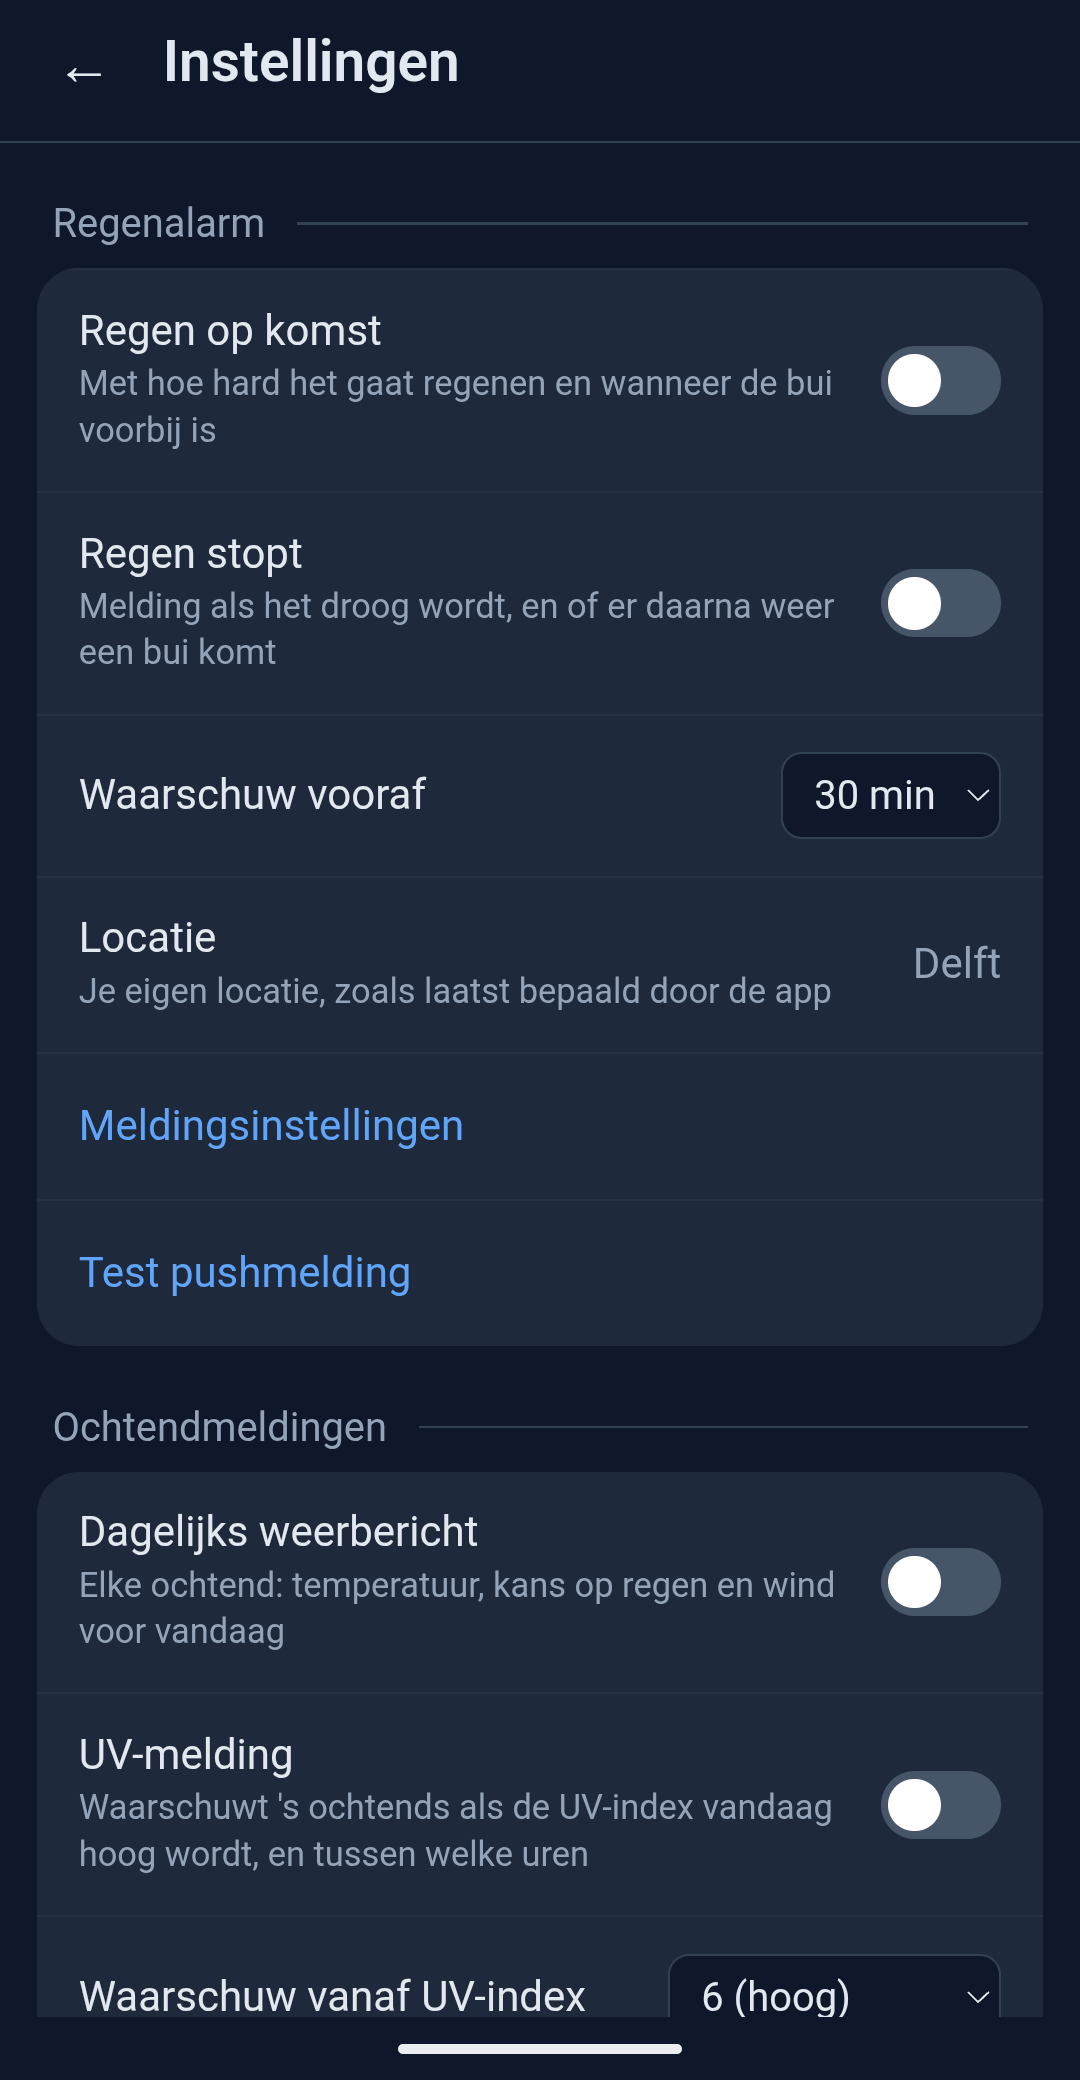 Instellingen
Regenalarm
Regen op komst
Met hoe hard het gaat regenen en wanneer de bui
voorbij is
Regen stopt
Melding als het droog wordt, en of er daarna weer
een bui komt
Waarschuw vooraf
30 min
Locatie
Je eigen locatie, zoals laatst bepaald door de app
Delft
Meldingsinstellingen
Test pushmelding
Ochtendmeldingen
Dagelijks weerbericht
Elke ochtend: temperatuur, kans op regen en wind
voor vandaag
UV-melding
Waarschuwt 's ochtends als de UV-index vandaag
hoog wordt, en tussen welke uren
Waarschuw vanaf UV-index
6 (hoog)